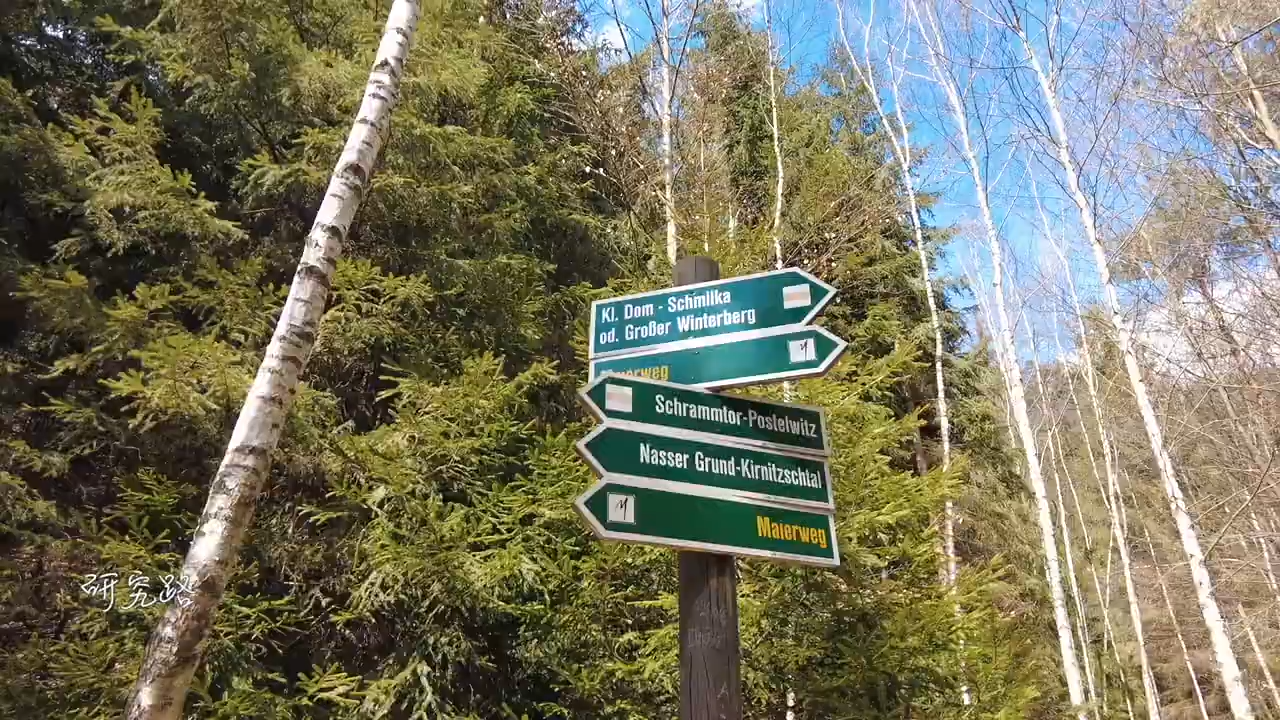 Kl. Dom - Schmilka
od. Großer Winterberg
Schrammtor-Postelwitz
Nasser Grund-Kirnitzschtal
M
Maierweg
研究路